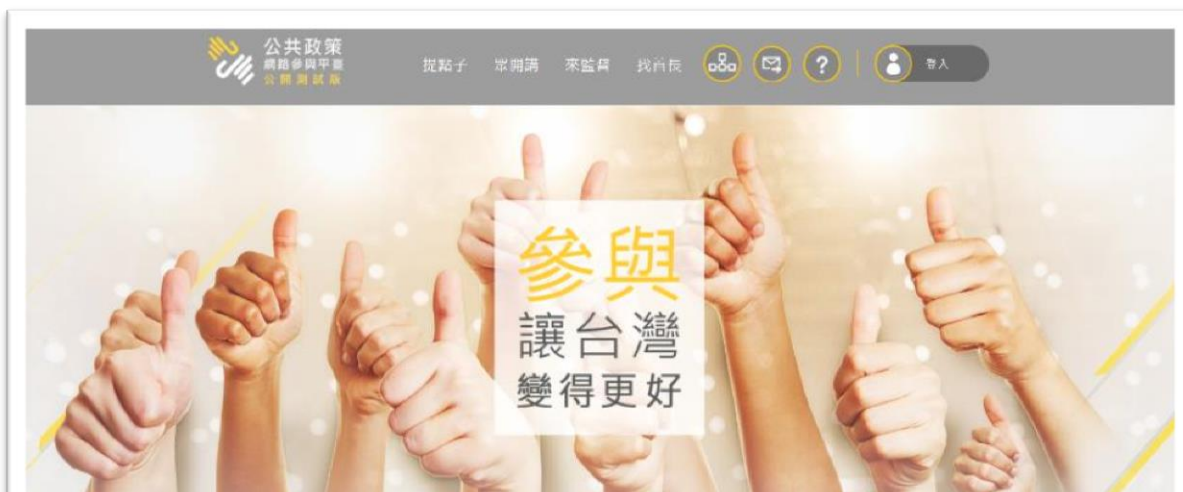 公共政策
網路參與平臺
公開測試版
提點子 眾開講 來監督 找首長 ? 登入
參與
讓台灣
變得更好